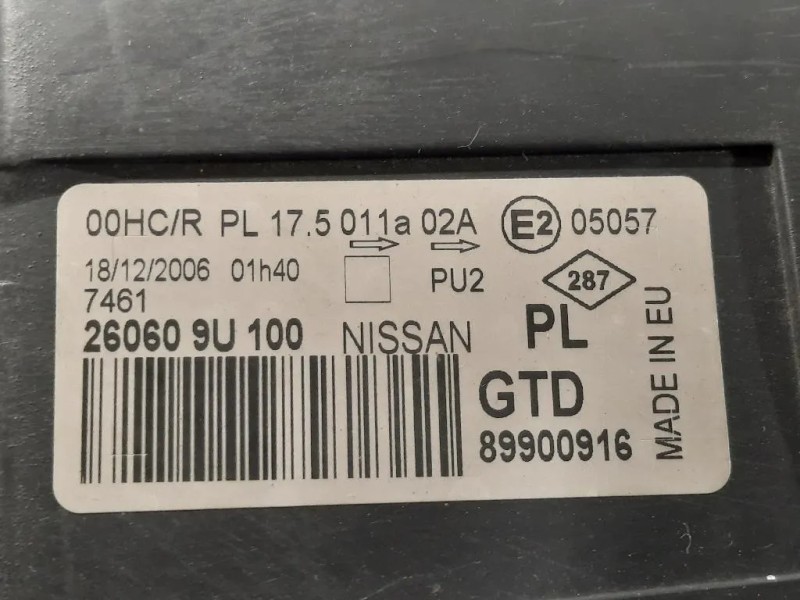 00HC/R PL 17.5 011a 02A E2 05057
18/12/2006 01h40 PU2 287
7461
26060 9U 100 NISSAN PL
GTD
89900916
MADE IN EU